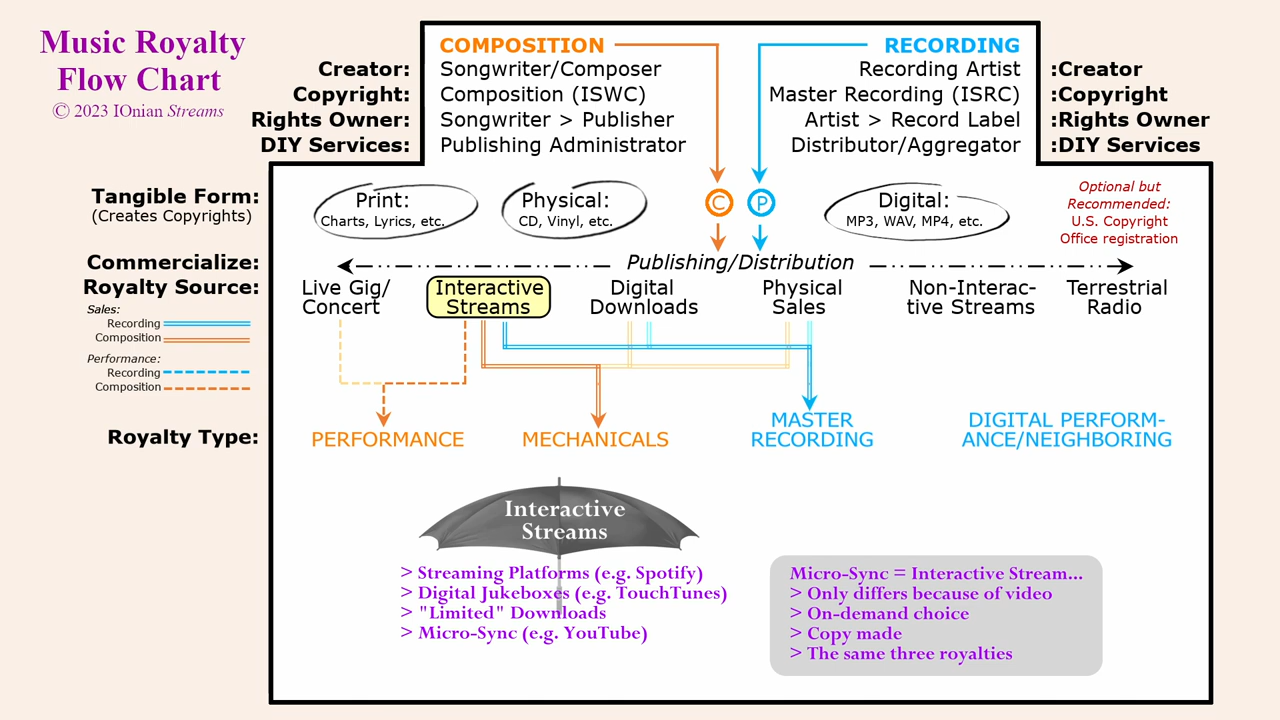 Music Royalty
Flow Chart
© 2023 IOnian Streams
COMPOSITION
RECORDING
Creator: Songwriter/Composer Recording Artist :Creator
Copyright: Composition (ISWC) Master Recording (ISRC) :Copyright
Rights Owner: Songwriter > Publisher Artist > Record Label :Rights Owner
DIY Services: Publishing Administrator Distributor/Aggregator :DIY Services
Tangible Form:
(Creates Copyrights)
Print:
Charts, Lyrics, etc.
Physical:
CD, Vinyl, etc.
C
P
Digital:
MP3, WAV, MP4, etc.
Optional but
Recommended:
U.S. Copyright
Office registration
Commercialize:
Publishing/Distribution
Royalty Source:
Live Gig/
Concert
Interactive
Streams
Digital
Downloads
Physical
Sales
Non-Interac-
tive Streams
Terrestrial
Radio
Sales:
Recording
Composition
Performance:
Recording
Composition
Royalty Type:
PERFORMANCE
MECHANICALS
MASTER
RECORDING
DIGITAL PERFORM-
ANCE/NEIGHBORING
Interactive
Streams
> Streaming Platforms (e.g. Spotify)
> Digital Jukeboxes (e.g. TouchTunes)
> "Limited" Downloads
> Micro-Sync (e.g. YouTube)
Micro-Sync = Interactive Stream...
> Only differs because of video
> On-demand choice
> Copy made
> The same three royalties